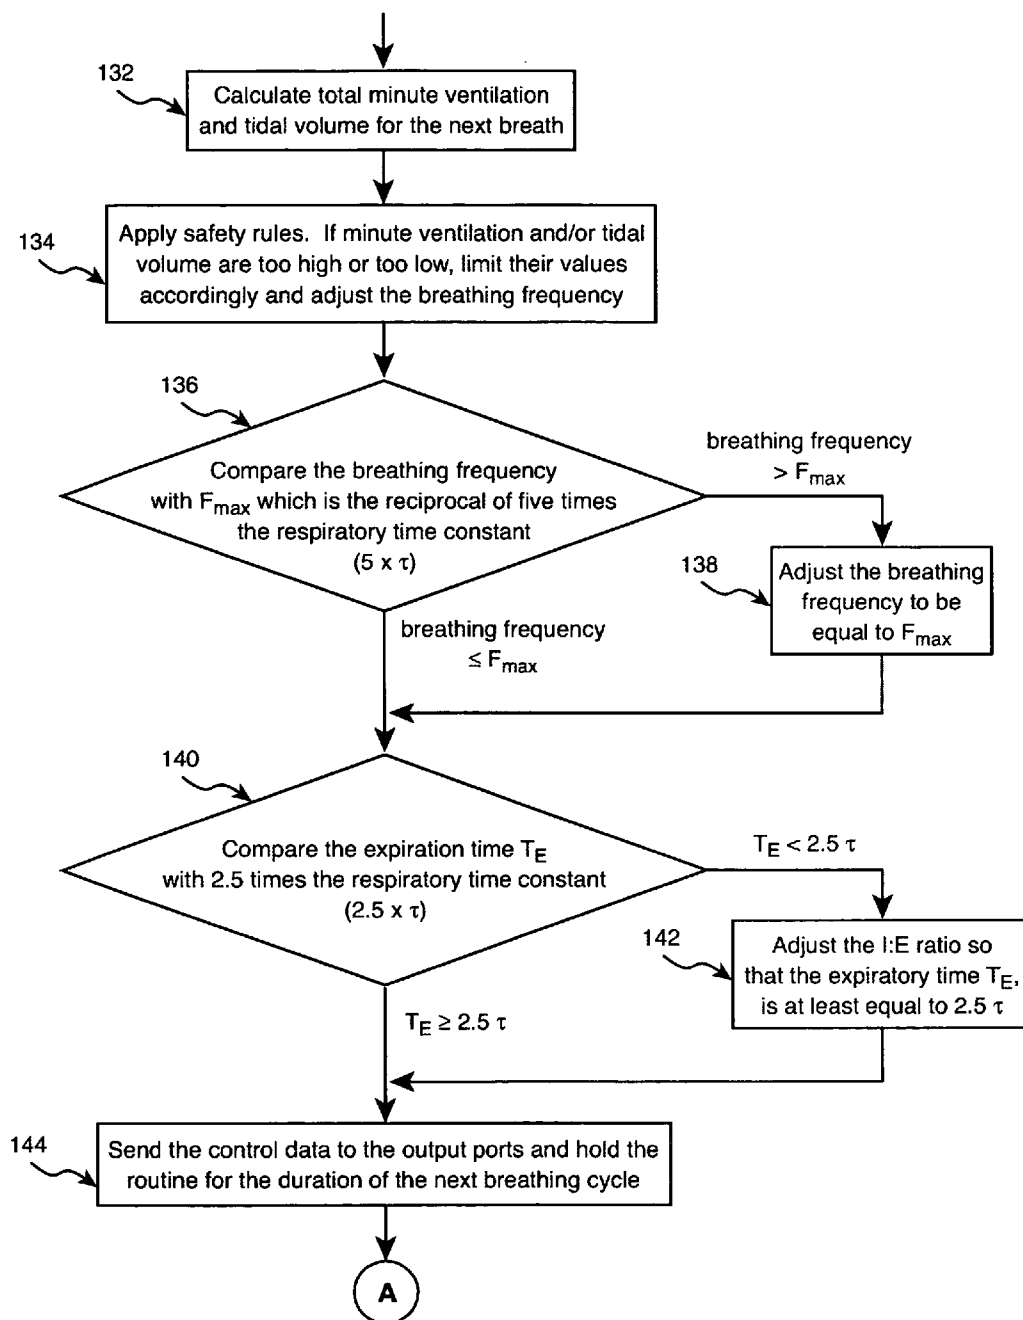 132
Calculate total minute ventilation
and tidal volume for the next breath
134
Apply safety rules. If minute ventilation and/or tidal
volume are too high or too low, limit their values
accordingly and adjust the breathing frequency
136
Compare the breathing frequency
with Fmax which is the reciprocal of five times
the respiratory time constant
(5 x τ)
breathing frequency
> Fmax
138
Adjust the breathing
frequency to be
equal to Fmax
breathing frequency
≤ Fmax
140
Compare the expiration time TE
with 2.5 times the respiratory time constant
(2.5 x τ)
TE < 2.5 τ
142
Adjust the I:E ratio so
that the expiratory time TE,
is at least equal to 2.5 τ
TE ≥ 2.5 τ
144
Send the control data to the output ports and hold the
routine for the duration of the next breathing cycle
A